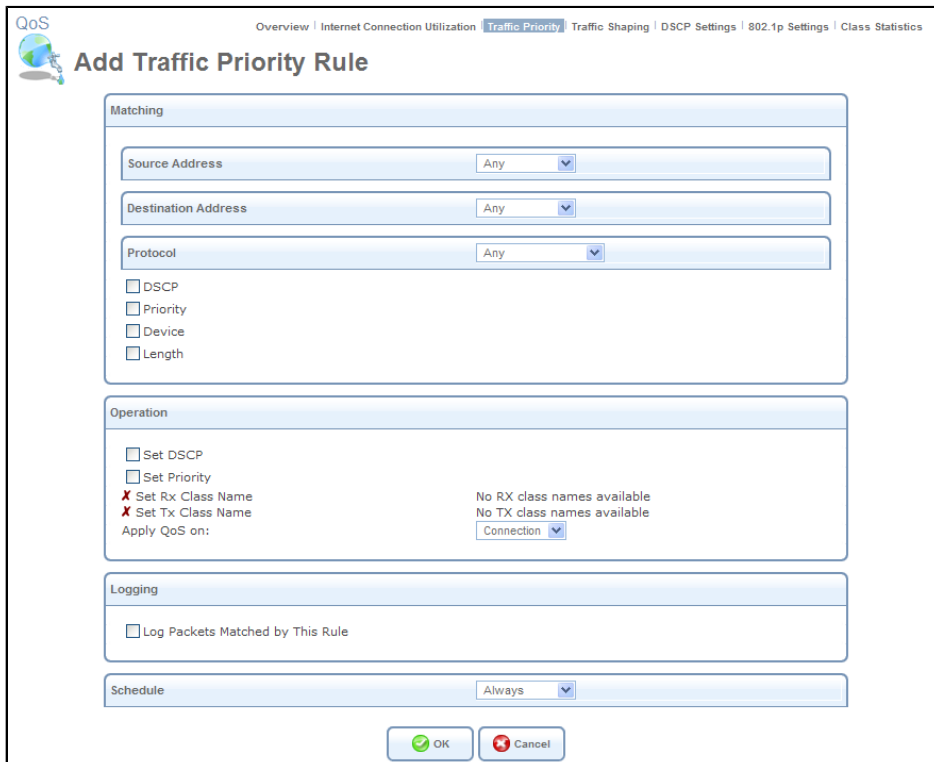 QoS
Overview | Internet Connection Utilization | Traffic Priority | Traffic Shaping | DSCP Settings | 802.1p Settings | Class Statistics
Add Traffic Priority Rule
Matching
Source Address Any
Destination Address Any
Protocol Any
DSCP
Priority
Device
Length
Operation
Set DSCP
Set Priority
✗ Set Rx Class Name No RX class names available
✗ Set Tx Class Name No TX class names available
Apply QoS on: Connection
Logging
Log Packets Matched by This Rule
Schedule Always
OK Cancel